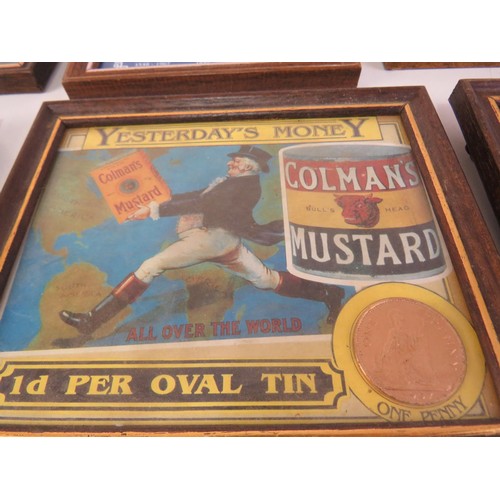 YESTERDAY'S MONEY
Colman's
Mustard
COLMAN'S
BULL'S HEAD
MUSTARD
ALL OVER THE WORLD
1d PER OVAL TIN
ONE PENNY